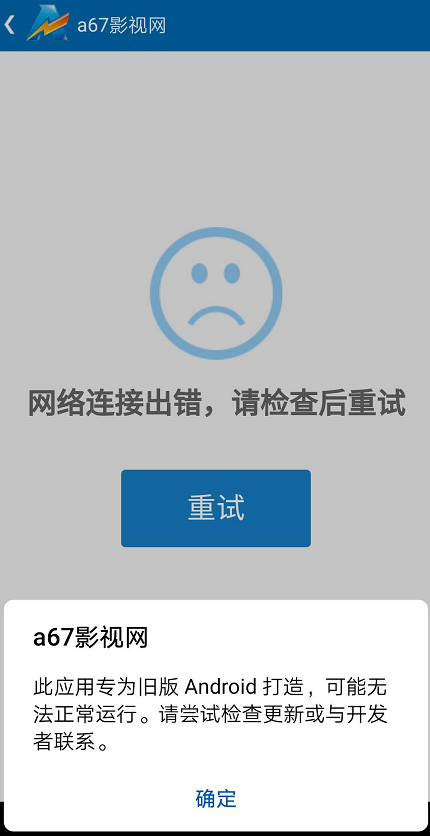 a67影视网
网络连接出错，请检查后重试
重试
a67影视网
此应用专为旧版 Android 打造，可能无
法正常运行。请尝试检查更新或与开发
者联系。
确定